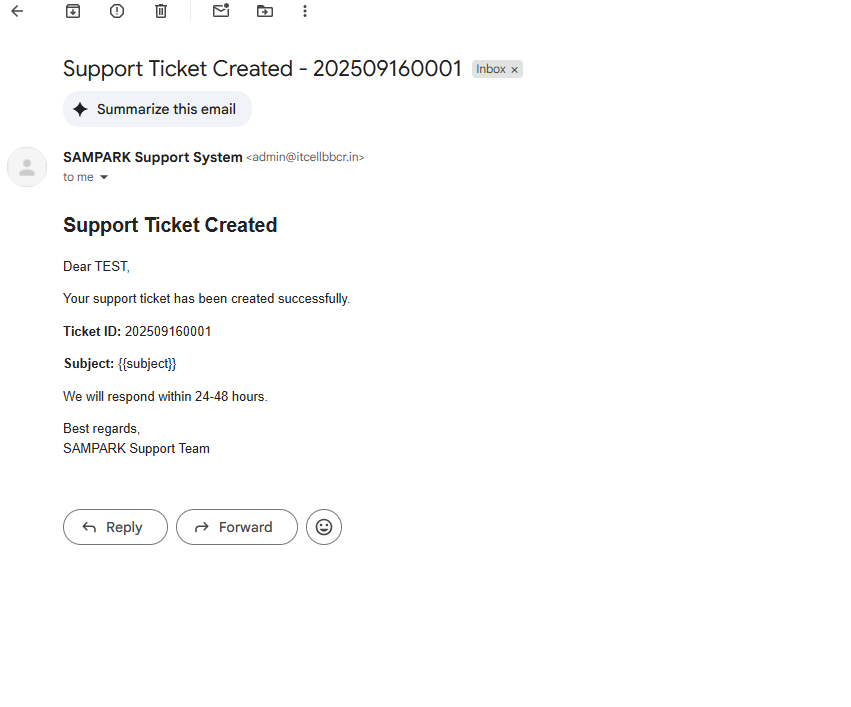 Support Ticket Created - 202509160001 Inbox ×
Summarize this email
SAMPARK Support System <admin@itcellbbcr.in>
to me
Support Ticket Created
Dear TEST,
Your support ticket has been created successfully.
Ticket ID: 202509160001
Subject: {{subject}}
We will respond within 24-48 hours.
Best regards,
SAMPARK Support Team
Reply Forward